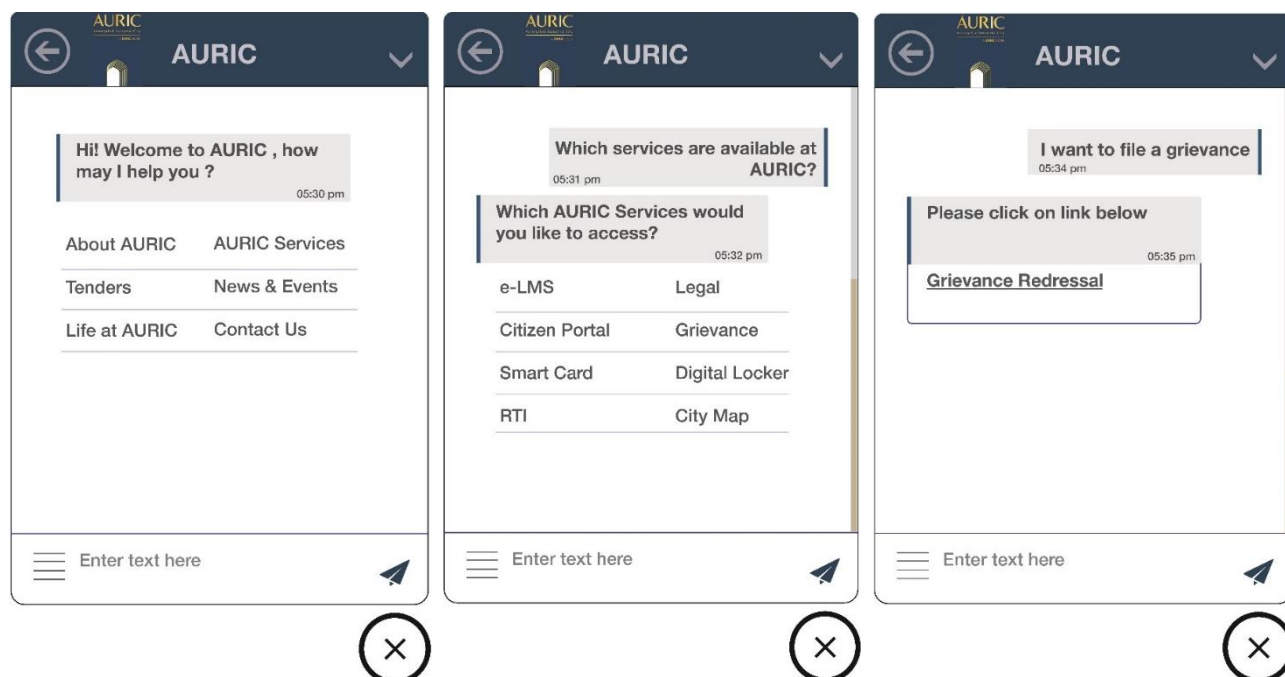 AURIC
AURIC
Hi! Welcome to AURIC , how
may I help you ?
05:30 pm
About AURIC AURIC Services
Tenders News & Events
Life at AURIC Contact Us
Enter text here
AURIC
AURIC
Which services are available at
AURIC?
05:31 pm
Which AURIC Services would
you like to access?
05:32 pm
e-LMS Legal
Citizen Portal Grievance
Smart Card Digital Locker
RTI City Map
Enter text here
AURIC
AURIC
I want to file a grievance
05:34 pm
Please click on link below
05:35 pm
Grievance Redressal
Enter text here